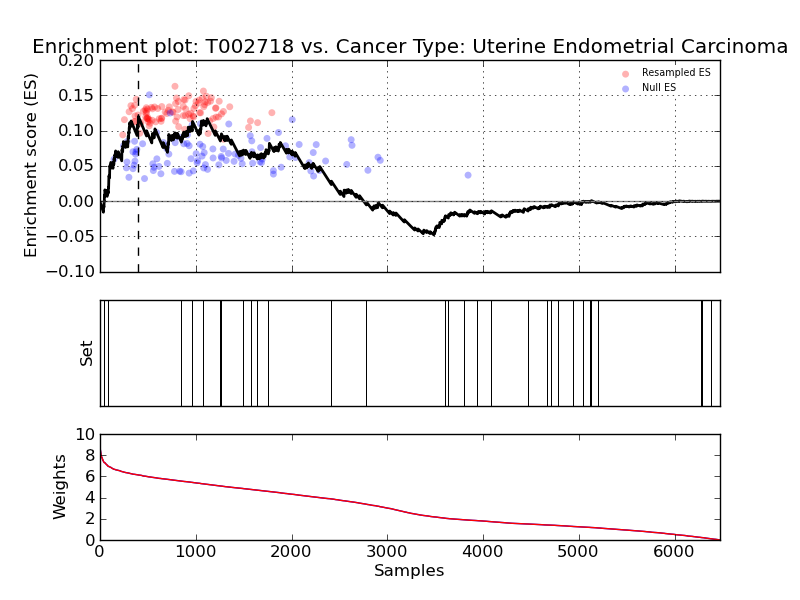 Enrichment plot: T002718 vs. Cancer Type: Uterine Endometrial Carcinoma
0.20
0.15
0.10
0.05
0.00
−0.05
−0.10
Enrichment score (ES)
Resampled ES
Null ES
Set
10
8
6
4
2
0
Weights
0 1000 2000 3000 4000 5000 6000
Samples